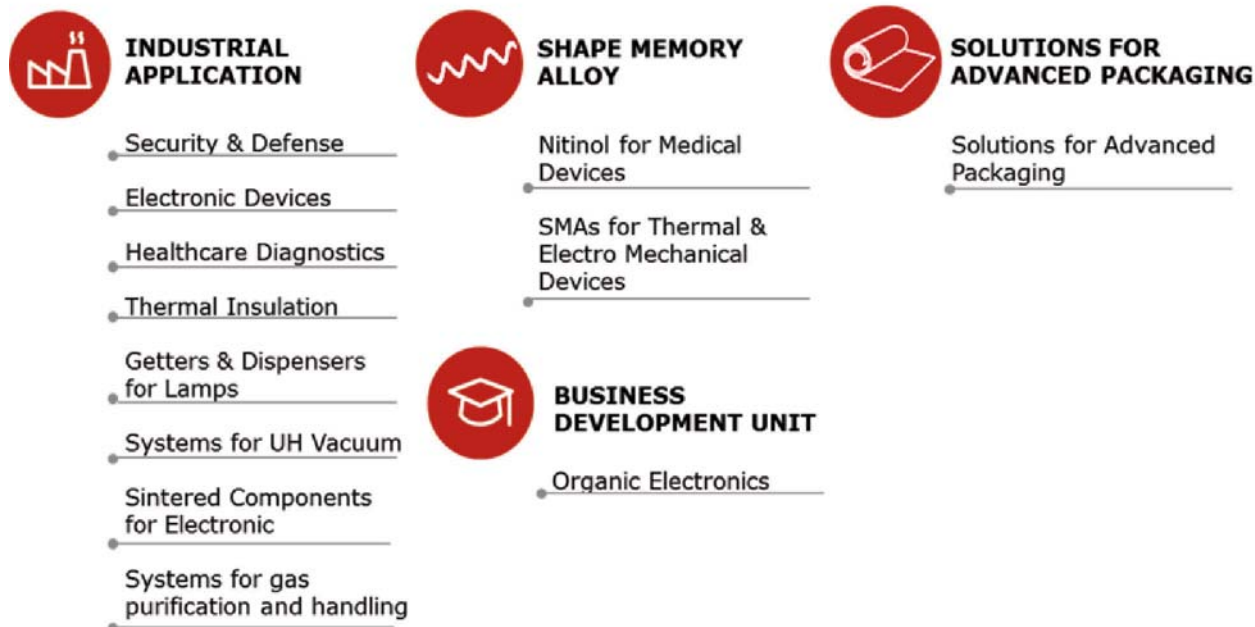 INDUSTRIAL
APPLICATION
Security & Defense
Electronic Devices
Healthcare Diagnostics
Thermal Insulation
Getters & Dispensers
for Lamps
Systems for UH Vacuum
Sintered Components
for Electronic
Systems for gas
purification and handling
SHAPE MEMORY
ALLOY
Nitinol for Medical
Devices
SMAs for Thermal &
Electro Mechanical
Devices
BUSINESS
DEVELOPMENT UNIT
Organic Electronics
SOLUTIONS FOR
ADVANCED PACKAGING
Solutions for Advanced
Packaging